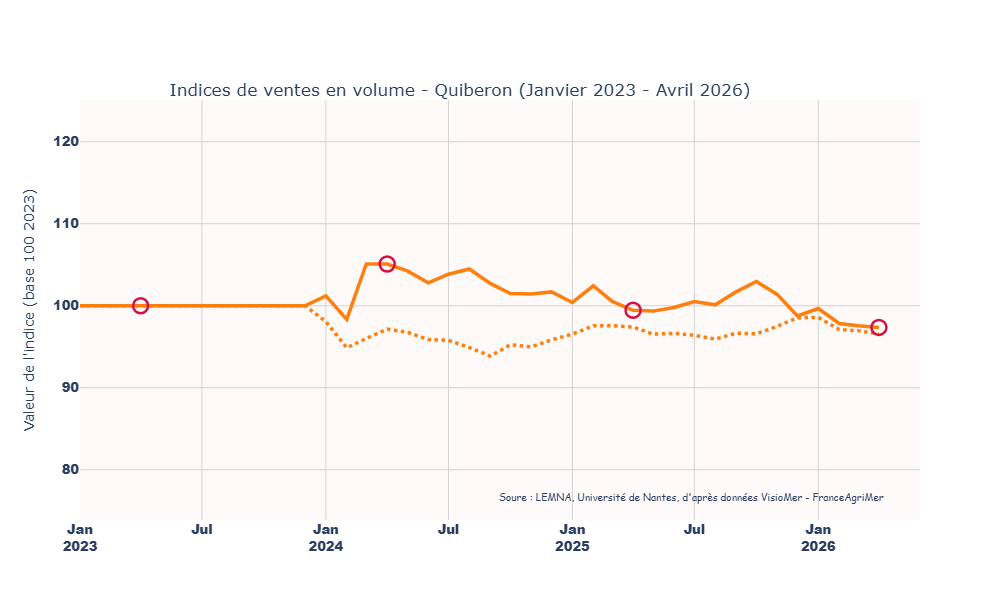 Indices de ventes en volume - Quiberon (Janvier 2023 - Avril 2026)
Valeur de l'indice (base 100 2023)
120
110
100
90
80
Soure : LEMNA, Université de Nantes, d'après données VisioMer - FranceAgriMer
Jan
2023
Jul
Jan
2024
Jul
Jan
2025
Jul
Jan
2026